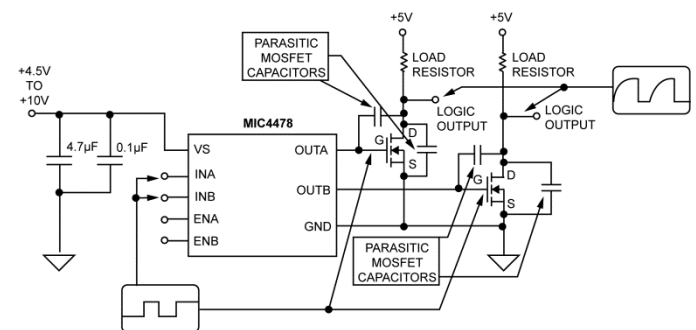 +5V
+5V
PARASITIC
MOSFET
CAPACITORS
LOAD
RESISTOR
LOAD
RESISTOR
+4.5V
TO
+10V
LOGIC
OUTPUT
LOGIC
OUTPUT
MIC4478
4.7µF
0.1µF
VS
OUTA
G
D
S
INA
INB
OUTB
G
D
S
ENA
ENB
GND
PARASITIC
MOSFET
CAPACITORS